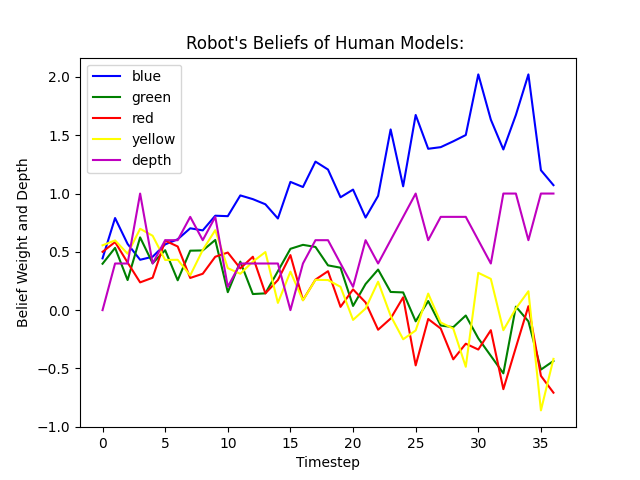 Robot's Beliefs of Human Models:
blue
green
red
yellow
depth
Belief Weight and Depth
2.0
1.5
1.0
0.5
0.0
−0.5
−1.0
0 5 10 15 20 25 30 35
Timestep